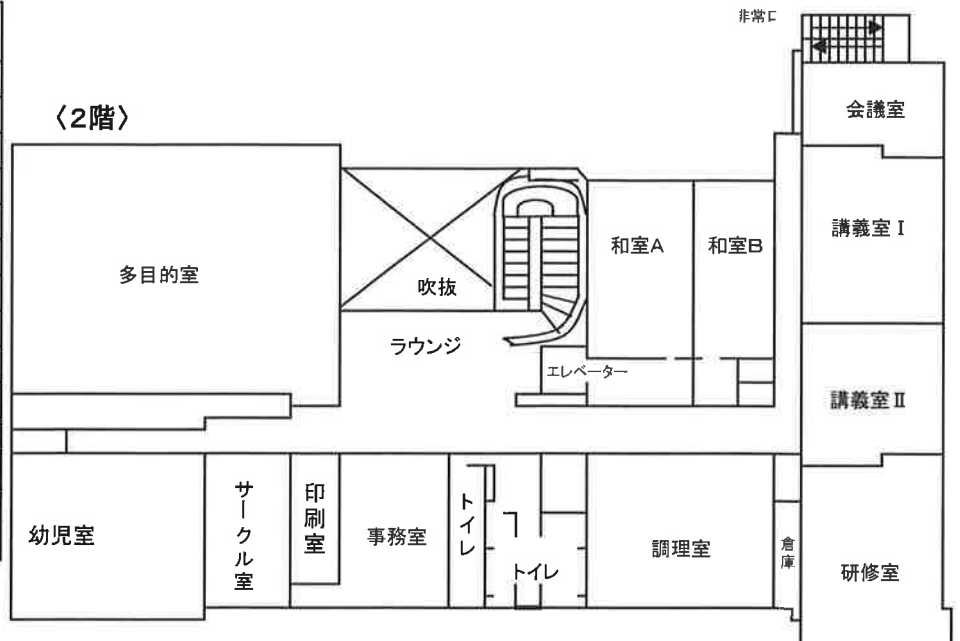 非常口
〈2階〉
会議室
講義室Ⅰ
和室A
和室B
多目的室
吹抜
ラウンジ
エレベーター
講義室Ⅱ
幼児室
サークル室
印刷室
事務室
トイレ
トイレ
調理室
倉庫
研修室